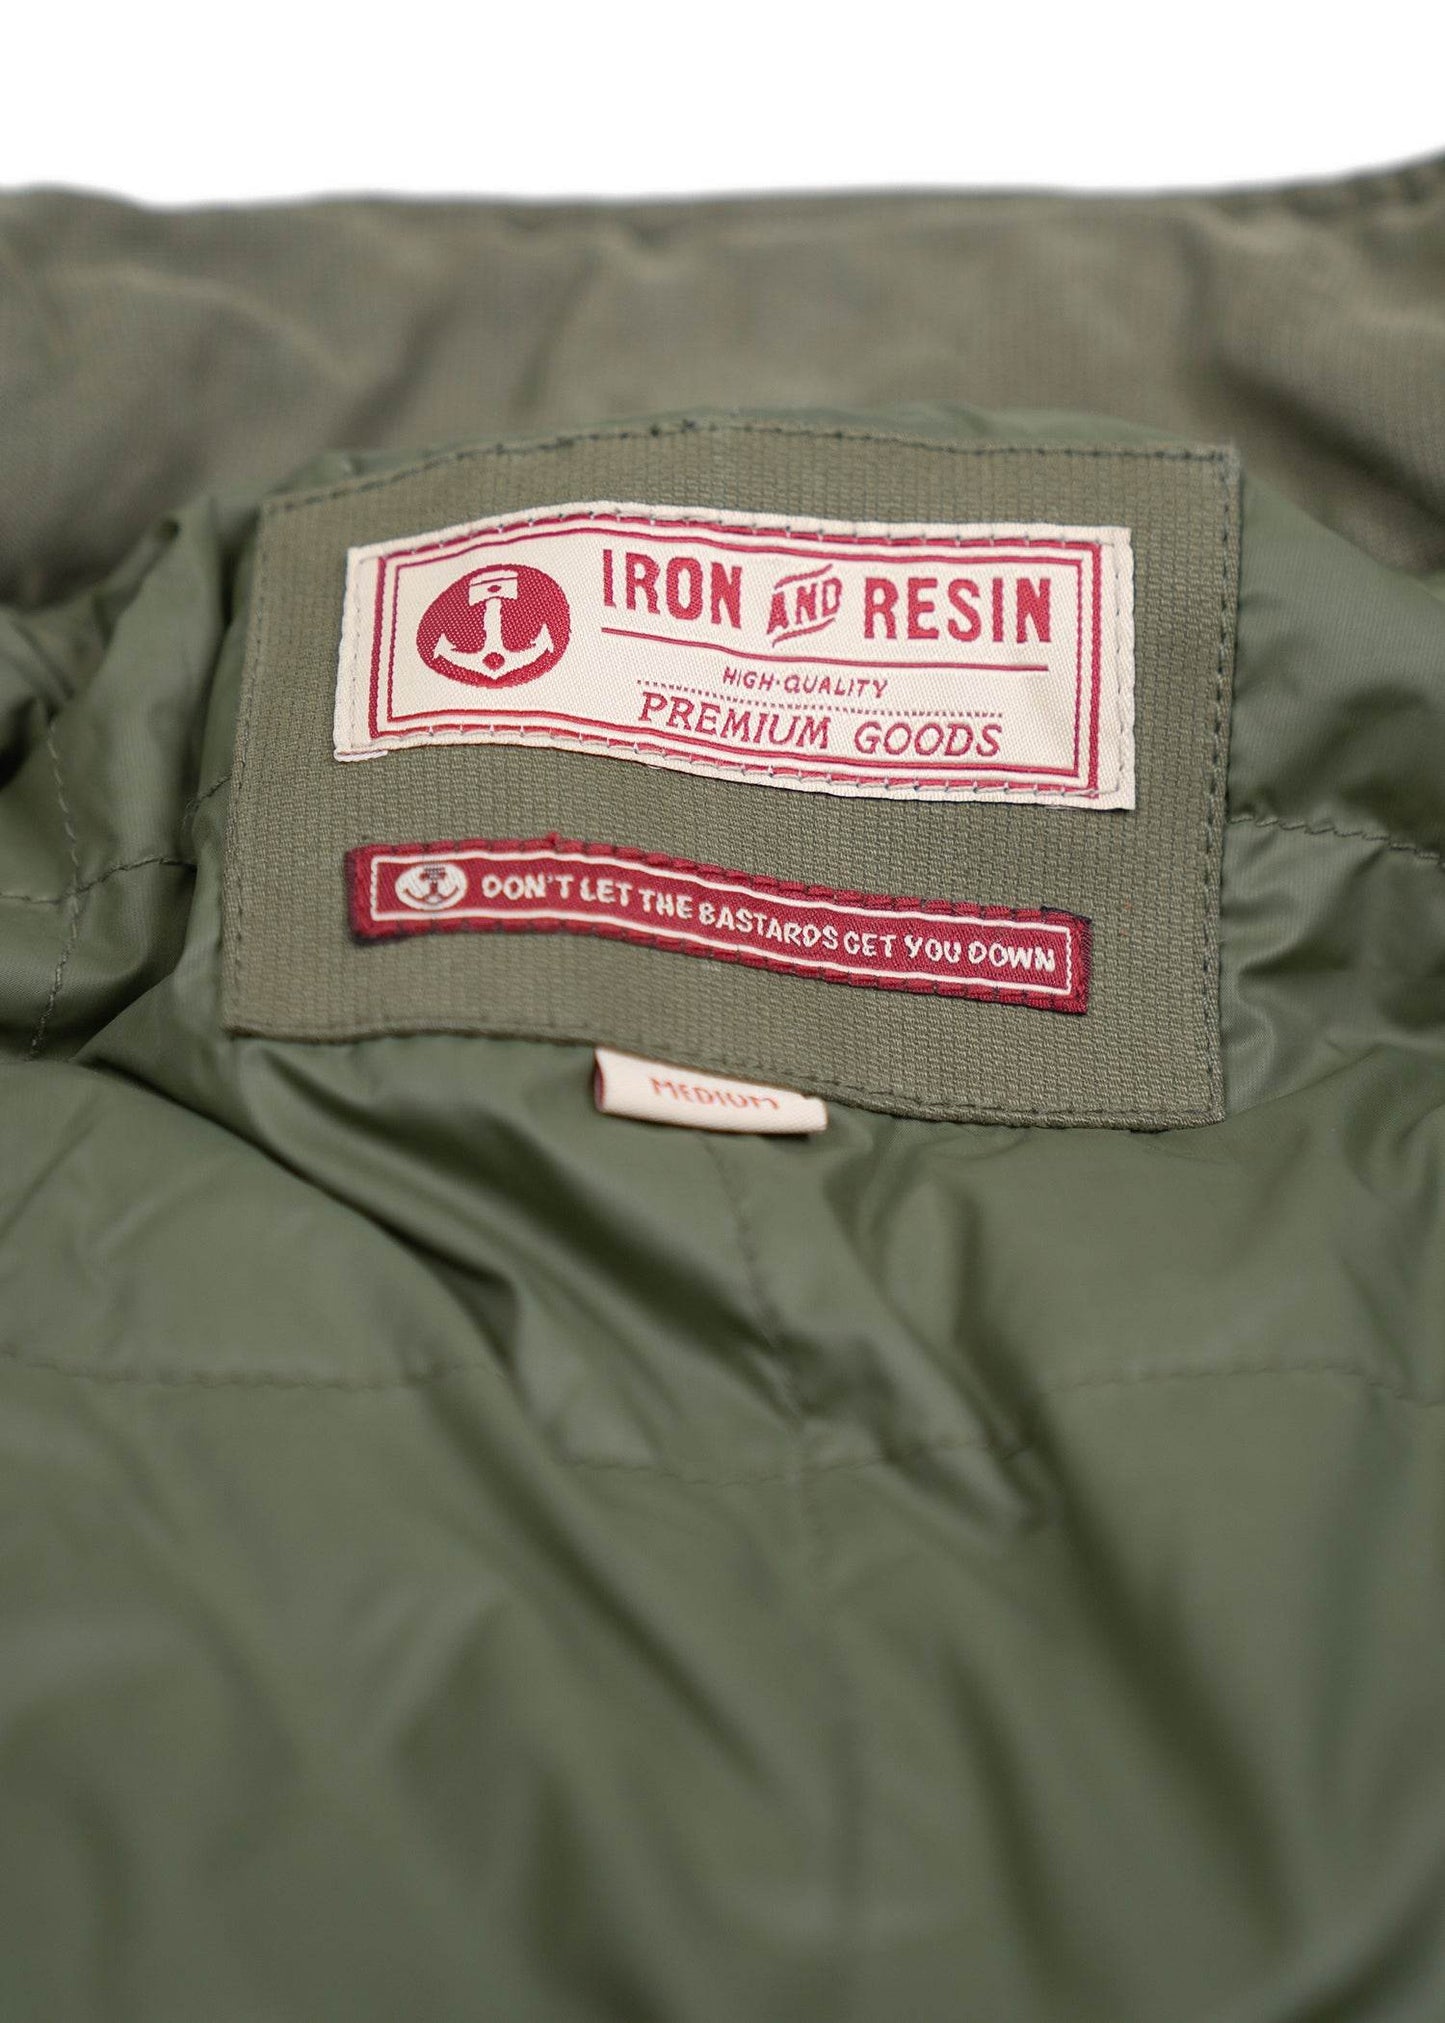 IRON AND RESIN
HIGH-QUALITY
PREMIUM GOODS
DON'T LET THE BASTARDS GET YOU DOWN
MEDIUM